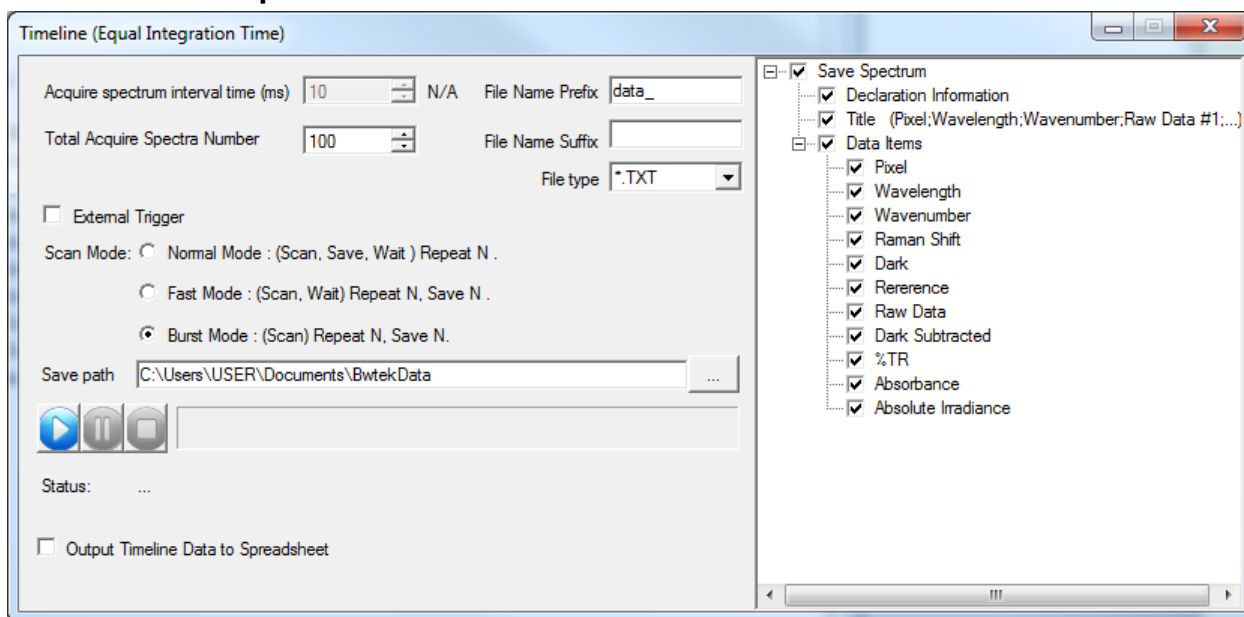 Timeline (Equal Integration Time)
Acquire spectrum interval time (ms) 10 N/A File Name Prefix data_
Total Acquire Spectra Number 100 File Name Suffix
File type *.TXT
External Trigger
Scan Mode: Normal Mode : (Scan, Save, Wait ) Repeat N .
Fast Mode : (Scan, Wait) Repeat N, Save N .
Burst Mode : (Scan) Repeat N, Save N.
Save path C:\Users\USER\Documents\BwtekData ...
Status: ...
Output Timeline Data to Spreadsheet
Save Spectrum
Declaration Information
Title (Pixel;Wavelength;Wavenumber;Raw Data #1;...)
Data Items
Pixel
Wavelength
Wavenumber
Raman Shift
Dark
Rererence
Raw Data
Dark Subtracted
%TR
Absorbance
Absolute Irradiance